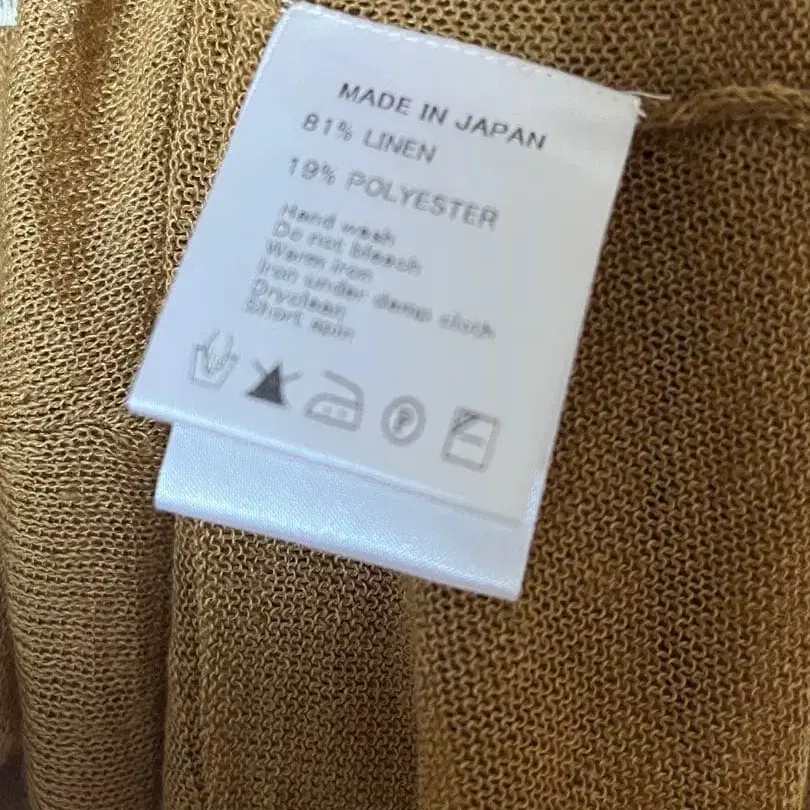 MADE IN JAPAN
81% LINEN
19% POLYESTER
Hand wash
Do not bleach
Warm iron
Iron under damp cloth
Dryclean
Short spin
P